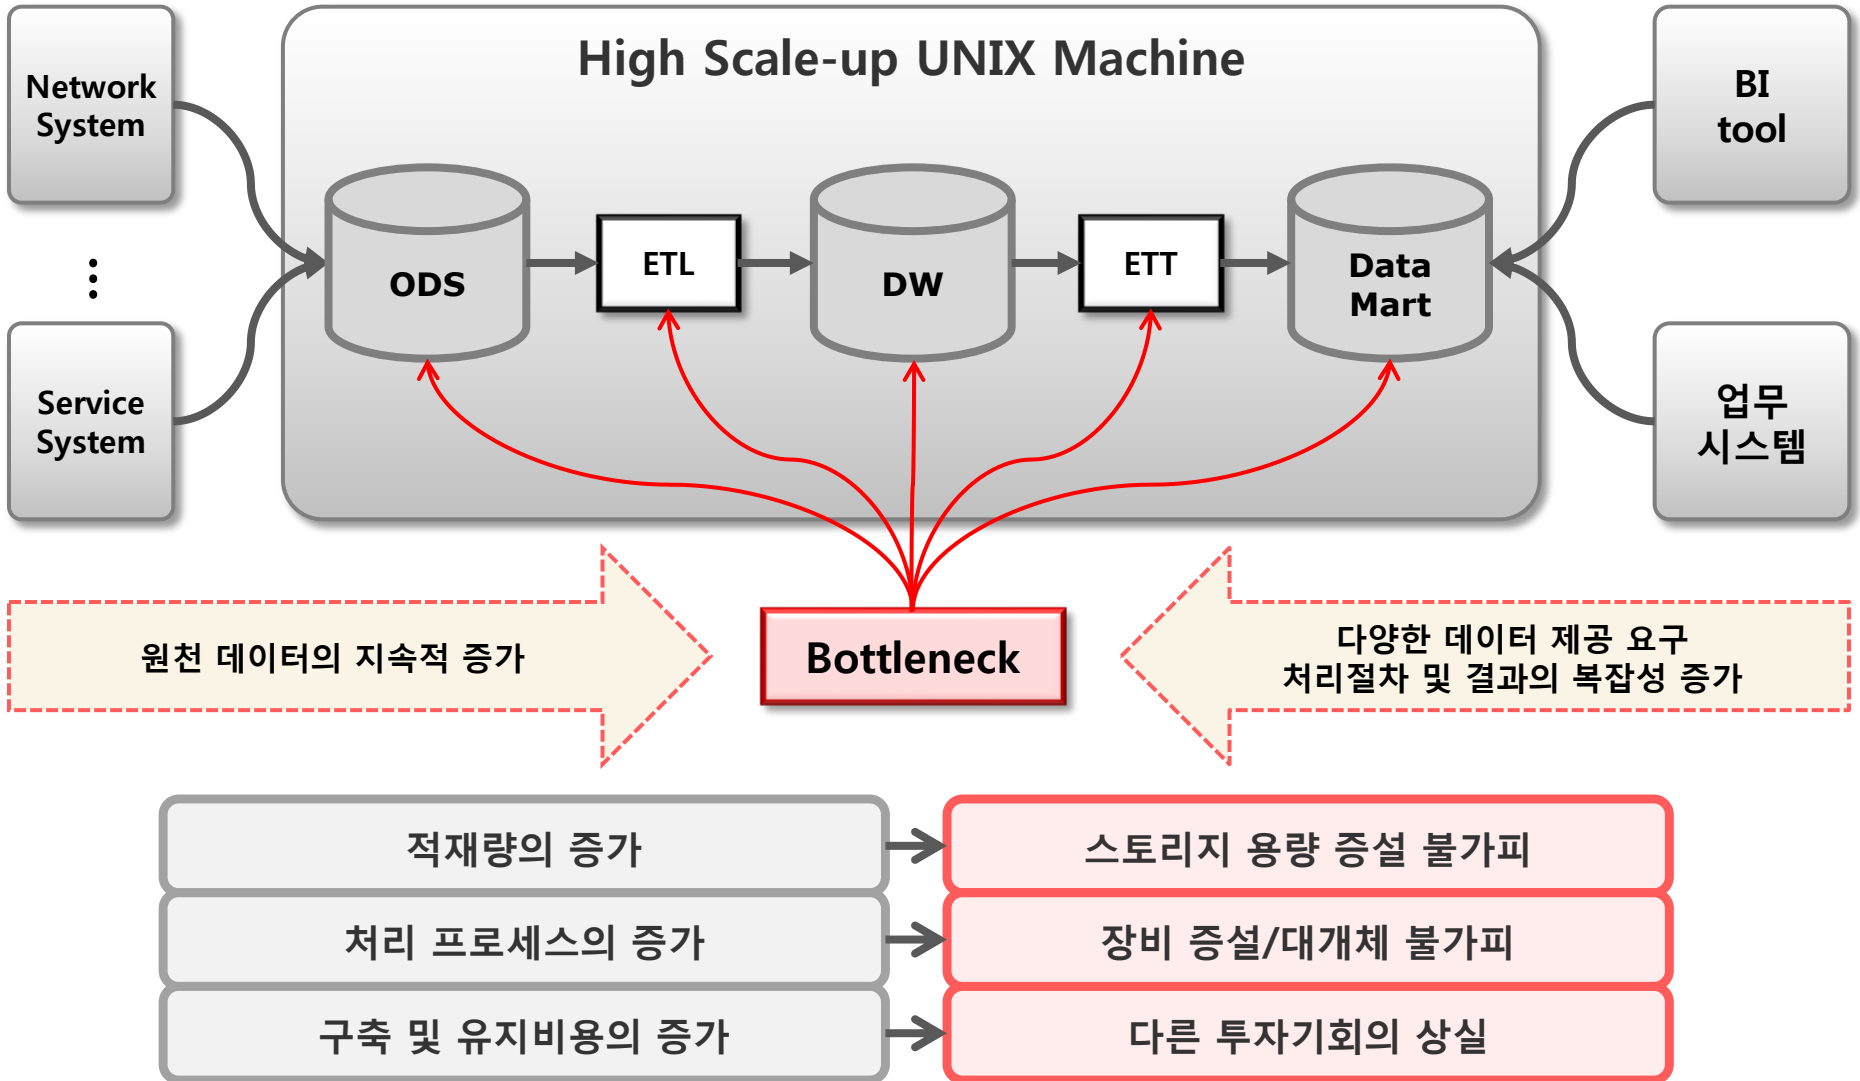 High Scale-up UNIX Machine
Network
System
⋮
Service
System
ODS
ETL
DW
ETT
Data
Mart
BI
tool
업무
시스템
원천 데이터의 지속적 증가
Bottleneck
다양한 데이터 제공 요구
처리절차 및 결과의 복잡성 증가
적재량의 증가
스토리지 용량 증설 불가피
처리 프로세스의 증가
장비 증설/대개체 불가피
구축 및 유지비용의 증가
다른 투자기회의 상실